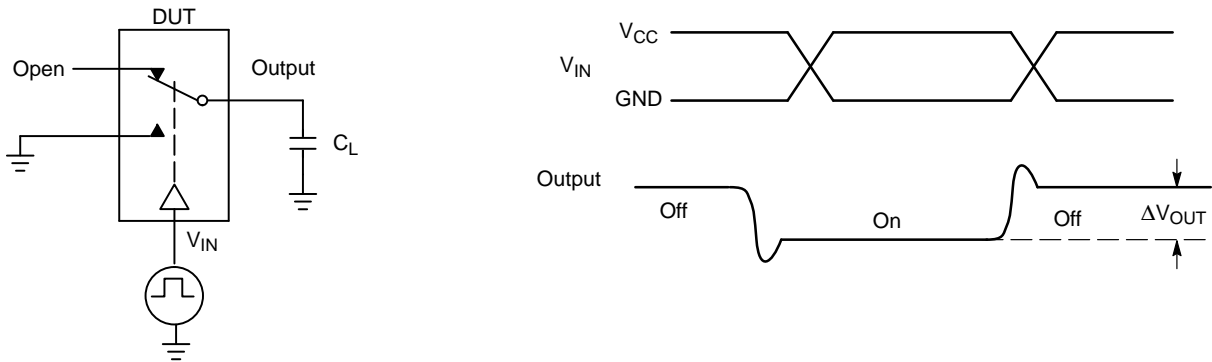 DUT
Open
Output
C_L
V_IN
V_CC
V_IN
GND
Output
Off
On
Off
ΔV_OUT